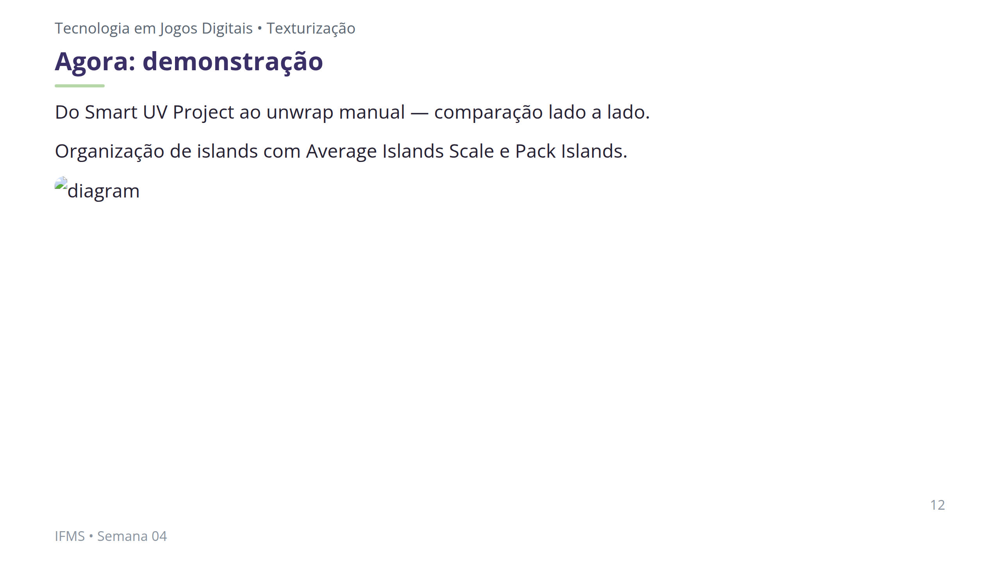 Tecnologia em Jogos Digitais • Texturização
Agora: demonstração
Do Smart UV Project ao unwrap manual — comparação lado a lado.
Organização de islands com Average Islands Scale e Pack Islands.
diagram
12
IFMS • Semana 04